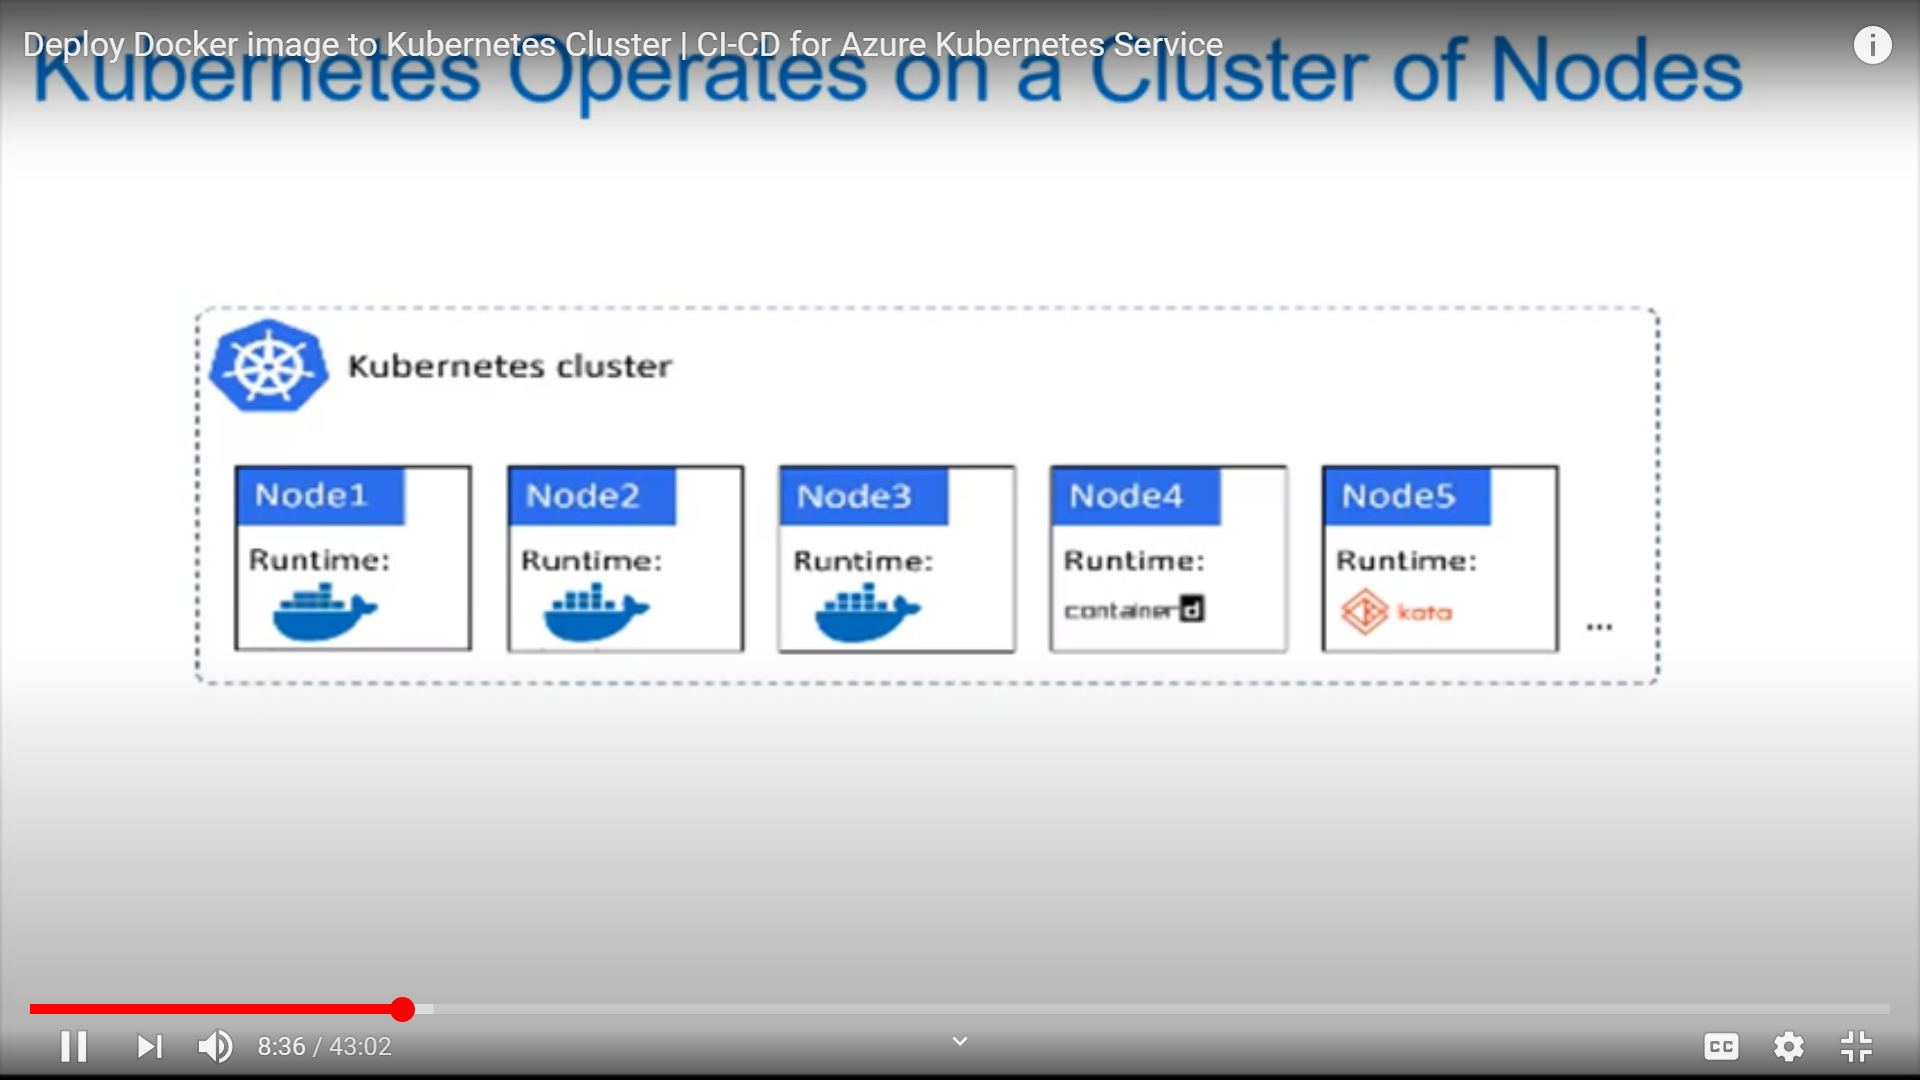 Deploy Docker image to Kubernetes Cluster | CI-CD for Azure Kubernetes Service
Kubernetes Operates on a Cluster of Nodes
Kubernetes cluster
Node1
Runtime:
Node2
Runtime:
Node3
Runtime:
Node4
Runtime:
containerd
Node5
Runtime:
kata
...
8:36 / 43:02
CC